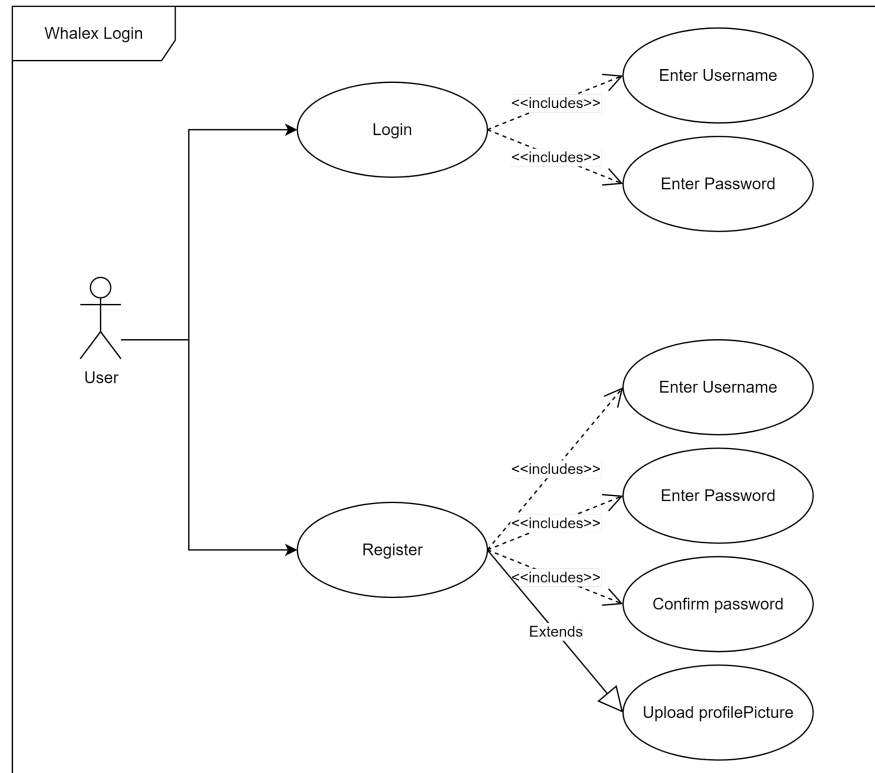 Whalex Login
Login
<<includes>>
Enter Username
<<includes>>
Enter Password
User
Register
<<includes>>
Enter Username
<<includes>>
Enter Password
<<includes>>
Confirm password
Extends
Upload profilePicture